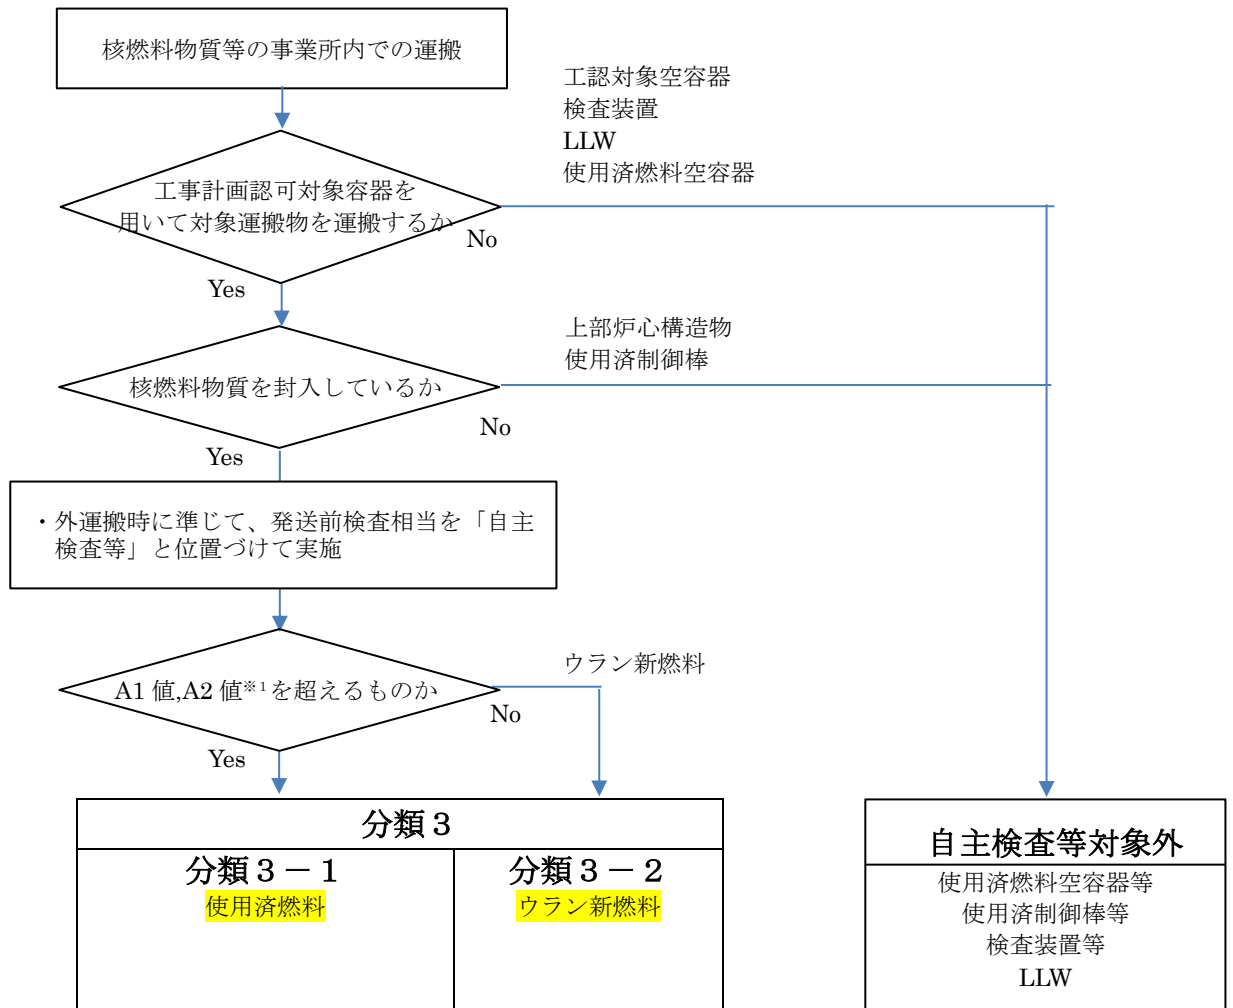 核燃料物質等の事業所内での運搬
工認対象空容器
検査装置
LLW
使用済燃料空容器
工事計画認可対象容器を
用いて対象運搬物を運搬するか
No
Yes
上部炉心構造物
使用済制御棒
核燃料物質を封入しているか
No
Yes
・外運搬時に準じて、発送前検査相当を「自主
検査等」と位置づけて実施
ウラン新燃料
A1 値,A2 値※1を超えるものか
No
Yes
分類３
分類３－１
使用済燃料
分類３－２
ウラン新燃料
自主検査等対象外
使用済燃料空容器等
使用済制御棒等
検査装置等
LLW